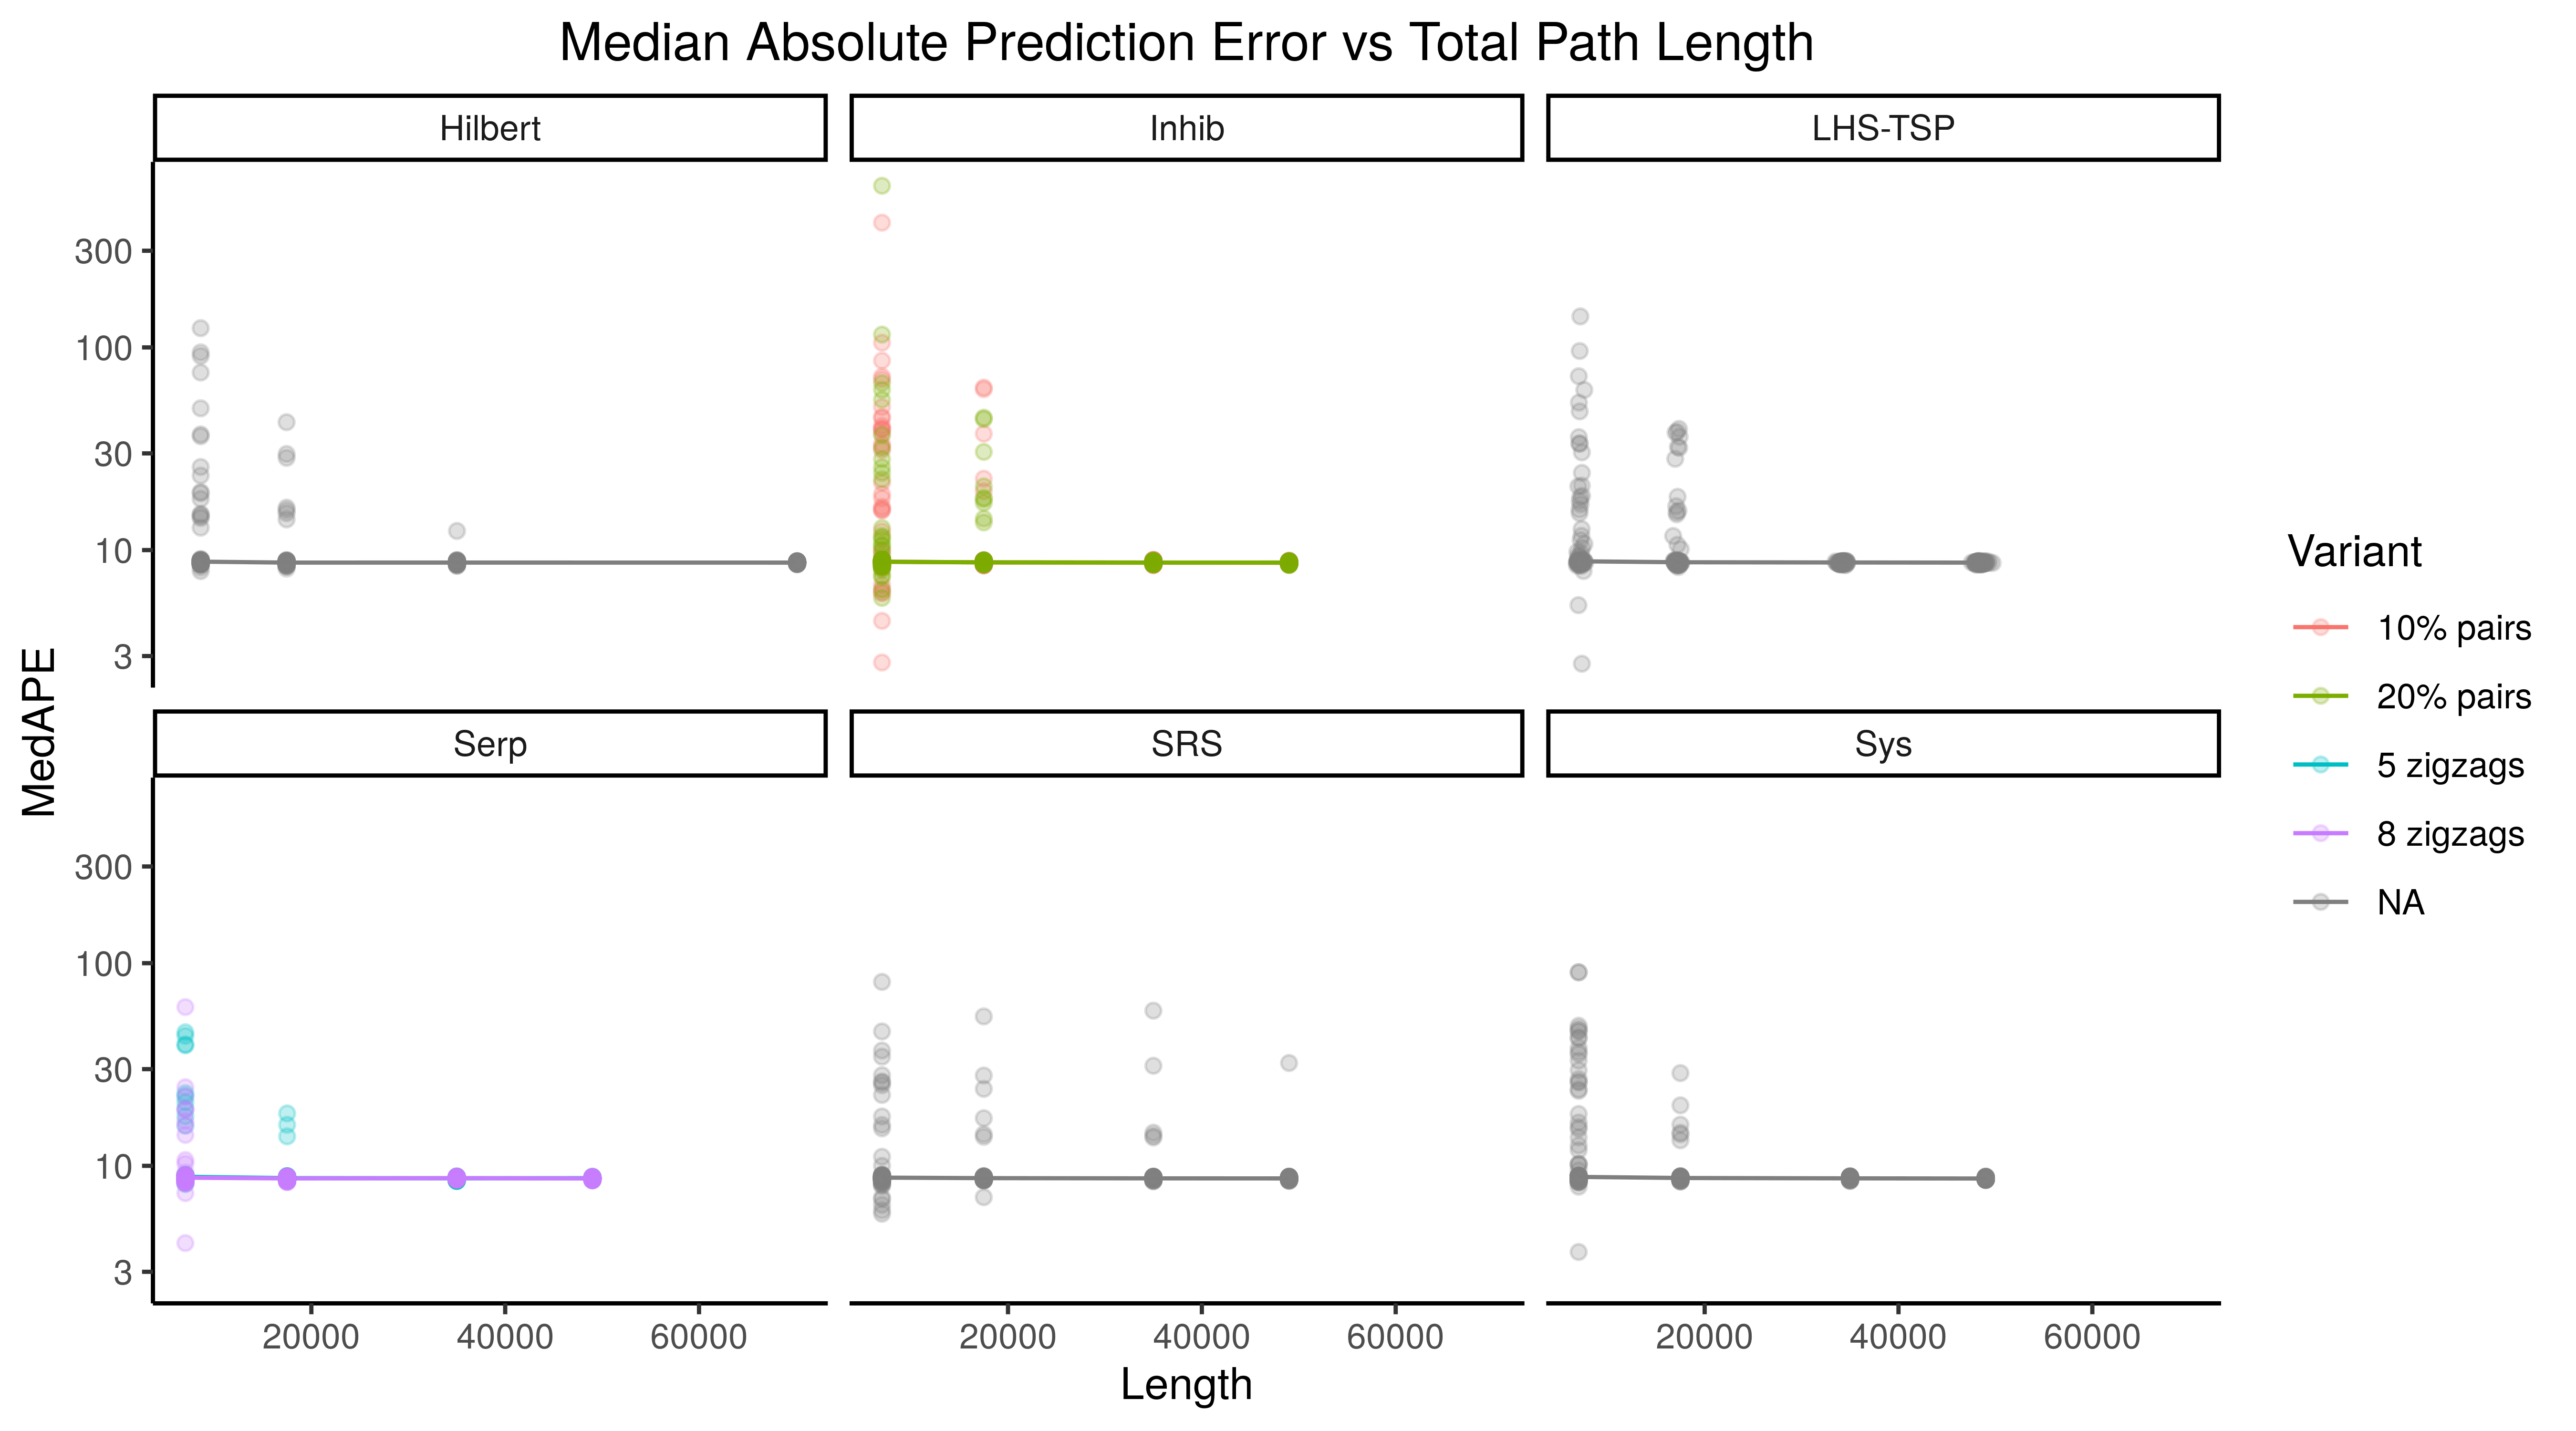 Median Absolute Prediction Error vs Total Path Length
Hilbert
Inhib
LHS-TSP
300
100
30
10
3
Serp
SRS
Sys
300
100
30
10
3
20000 40000 60000
20000 40000 60000
20000 40000 60000
Length
MedAPE
Variant
10% pairs
20% pairs
5 zigzags
8 zigzags
NA